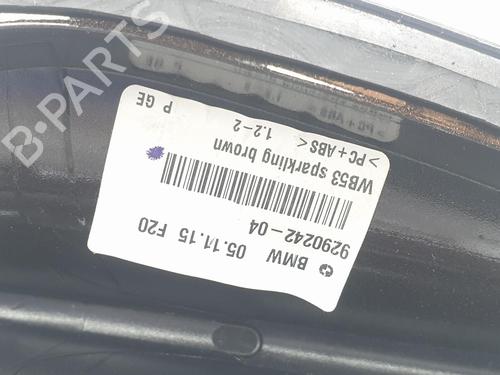 BMW 05.11.15 F20
9290242-04
WB53 sparkling brown
>PC+ABS< 1.2-2
P GE
B-PARTS